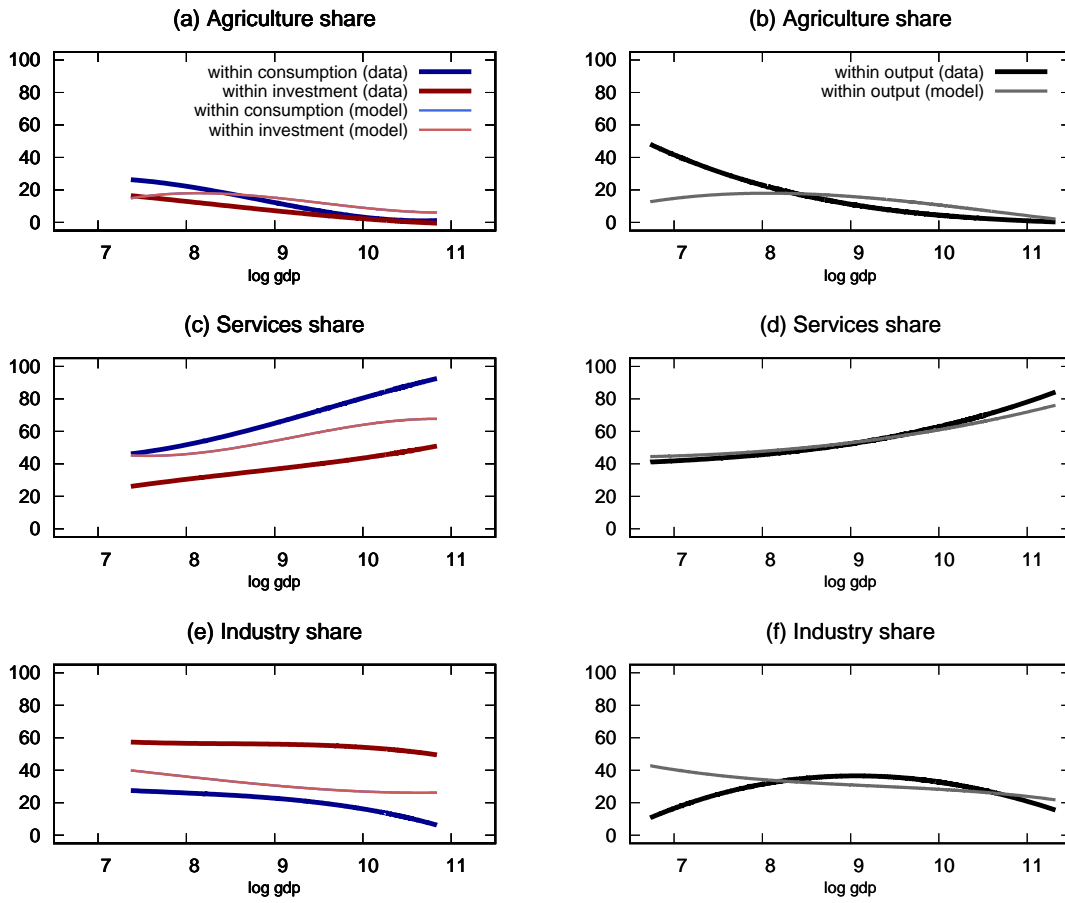 (a) Agriculture share
100
80
60
40
20
0
within consumption (data)
within investment (data)
within consumption (model)
within investment (model)
7 8 9 10 11
log gdp
(b) Agriculture share
100
80
60
40
20
0
within output (data)
within output (model)
7 8 9 10 11
log gdp
(c) Services share
100
80
60
40
20
0
7 8 9 10 11
log gdp
(d) Services share
100
80
60
40
20
0
7 8 9 10 11
log gdp
(e) Industry share
100
80
60
40
20
0
7 8 9 10 11
log gdp
(f) Industry share
100
80
60
40
20
0
7 8 9 10 11
log gdp